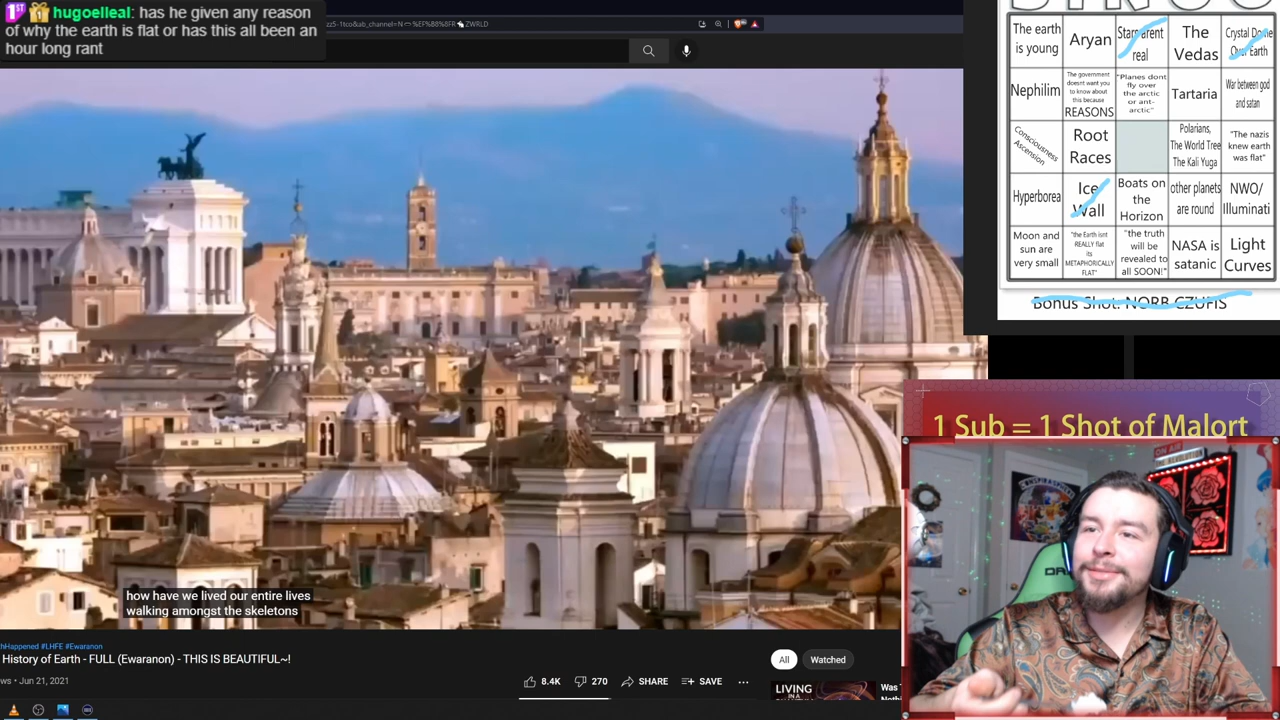 hugoelleal: has he given any reason
of why the earth is flat or has this all been an
hour long rant
BINGO
The earth
is young
Aryan
Stars arent
real
The
Vedas
Crystal Dome
Over Earth
Nephilim
The government
doesnt want you
to know about
this because
REASONS
"Planes dont
fly over
the arctic
or ant-
arctic"
Tartaria
War between god
and satan
Consciousness
Ascension
Root
Races
Polarians,
The World Tree
The Kali Yuga
"The nazis
knew earth
was flat"
Hyperborea
Ice
Wall
Boats on
the
Horizon
other planets
are round
NWO/
Illuminati
Moon and
sun are
very small
"the Earth isnt
REALLY flat
its
METAPHORICALLY
FLAT"
"the truth
will be
revealed to
all SOON!"
NASA is
satanic
Light
Curves
Bonus Shot: NORB CZUFIS
1 Sub = 1 Shot of Malort
how have we lived our entire lives
walking amongst the skeletons
hHappened #LHFE #Ewaranon
History of Earth - FULL (Ewaranon) - THIS IS BEAUTIFUL~!
ws • Jun 21, 2021
8.4K
270
SHARE
SAVE
All
Watched
LIVING
Was